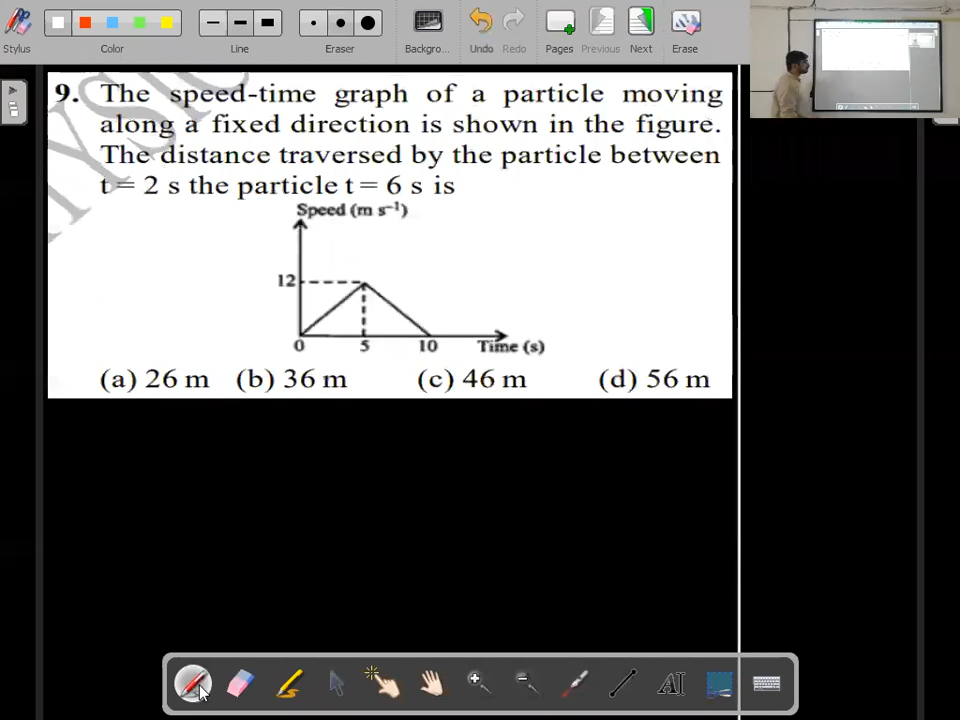 Stylus
Color
Line
Eraser
Backgro...
Undo
Redo
Pages
Previous
Next
Erase
9. The speed-time graph of a particle moving
along a fixed direction is shown in the figure.
The distance traversed by the particle between
t = 2 s the particle t = 6 s is
Speed (m s⁻¹)
12
0
5
10
Time (s)
(a) 26 m (b) 36 m (c) 46 m (d) 56 m